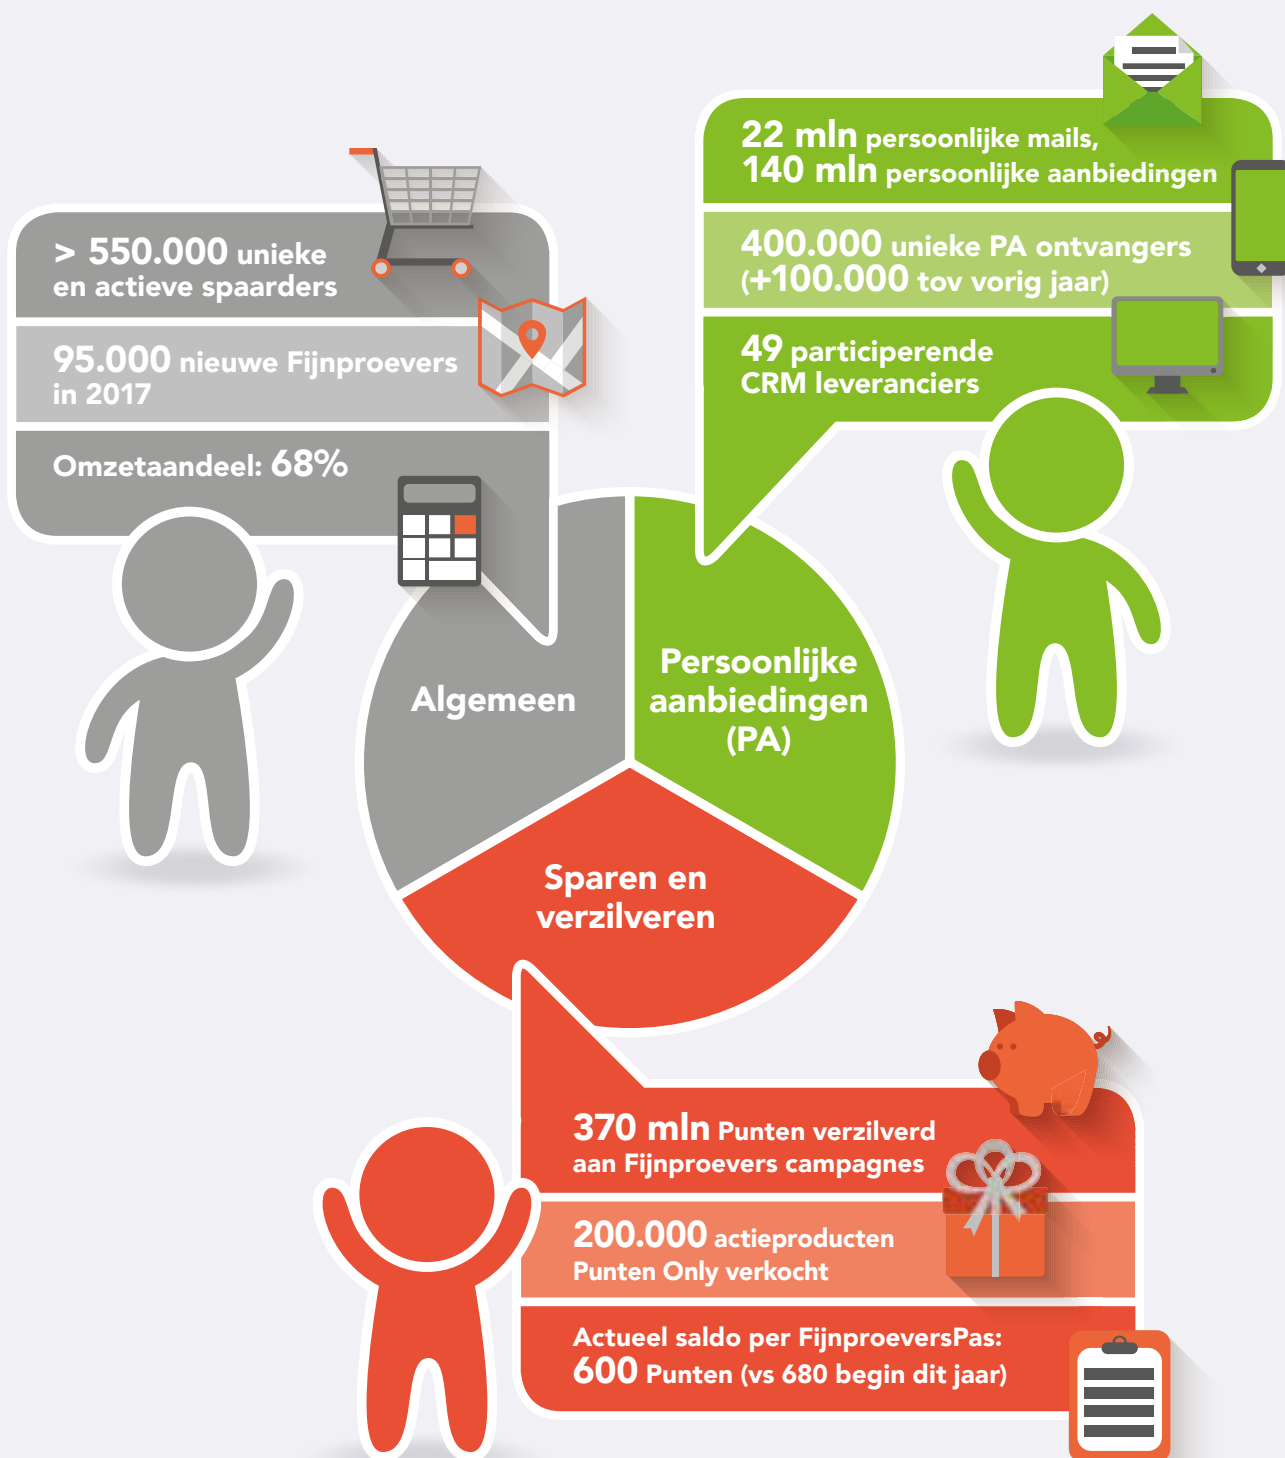 > 550.000 unieke
en actieve spaarders
95.000 nieuwe Fijnproevers
in 2017
Omzetaandeel: 68%
22 mln persoonlijke mails,
140 mln persoonlijke aanbiedingen
400.000 unieke PA ontvangers
(+100.000 tov vorig jaar)
49 participerende
CRM leveranciers
Algemeen
Persoonlijke
aanbiedingen
(PA)
Sparen en
verzilveren
370 mln Punten verzilverd
aan Fijnproevers campagnes
200.000 actieproducten
Punten Only verkocht
Actueel saldo per FijnproeversPas:
600 Punten (vs 680 begin dit jaar)